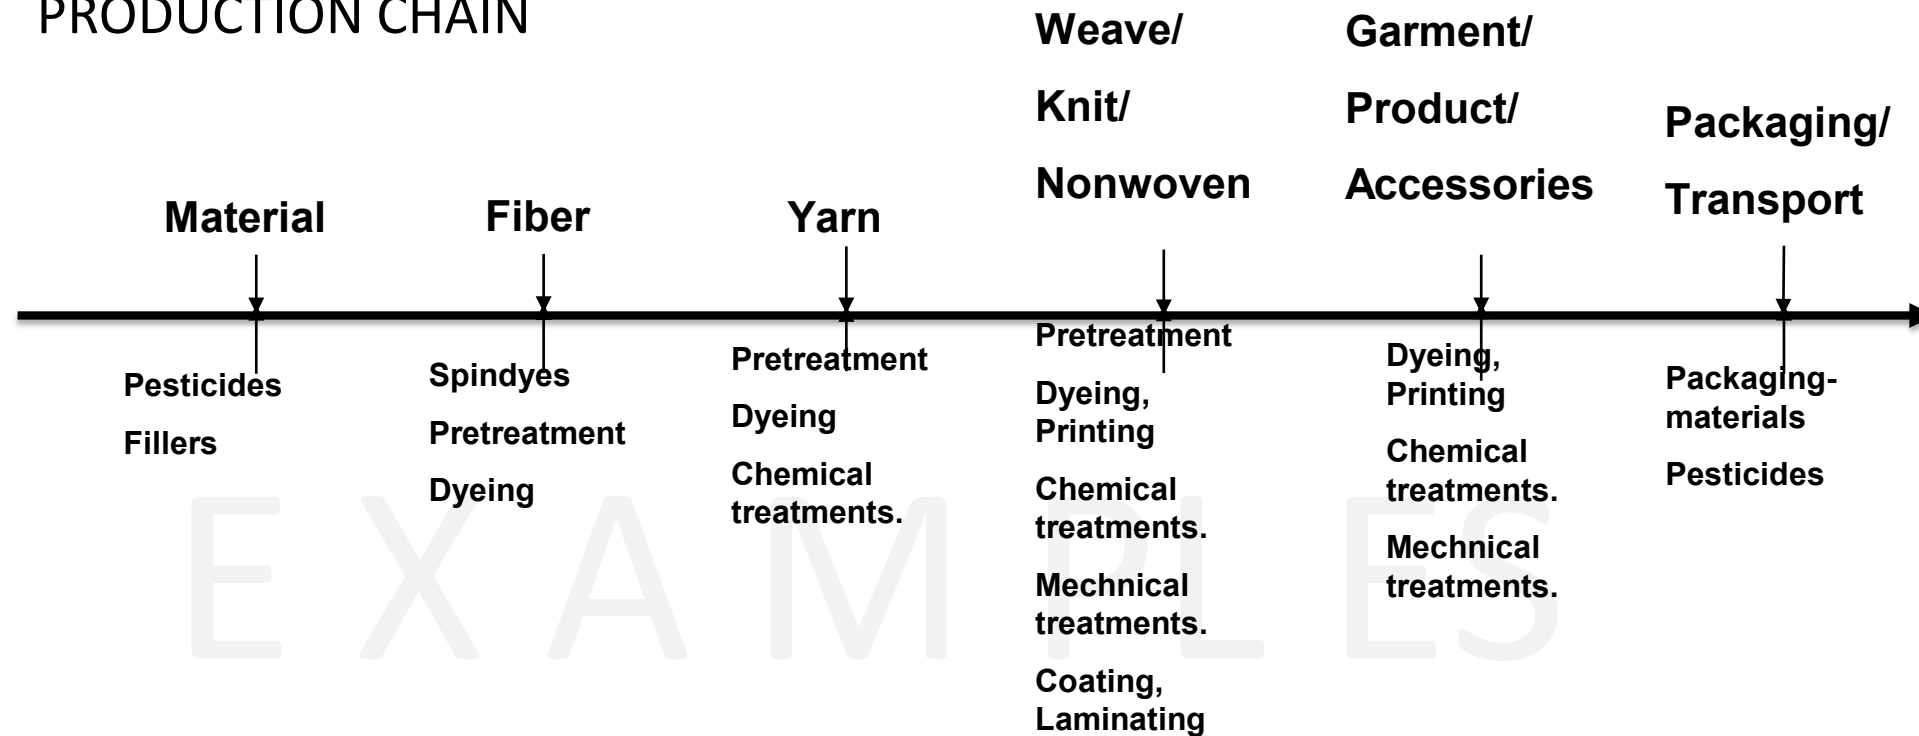 PRODUCTION CHAIN
Material
Pesticides
Fillers
Fiber
Spindyes
Pretreatment
Dyeing
Yarn
Pretreatment
Dyeing
Chemical
treatments.
Weave/
Knit/
Nonwoven
Pretreatment
Dyeing,
Printing
Chemical
treatments.
Mechnical
treatments.
Coating,
Laminating
Garment/
Product/
Accessories
Dyeing,
Printing
Chemical
treatments.
Mechnical
treatments.
Packaging/
Transport
Packaging-
materials
Pesticides
EXAMPLES